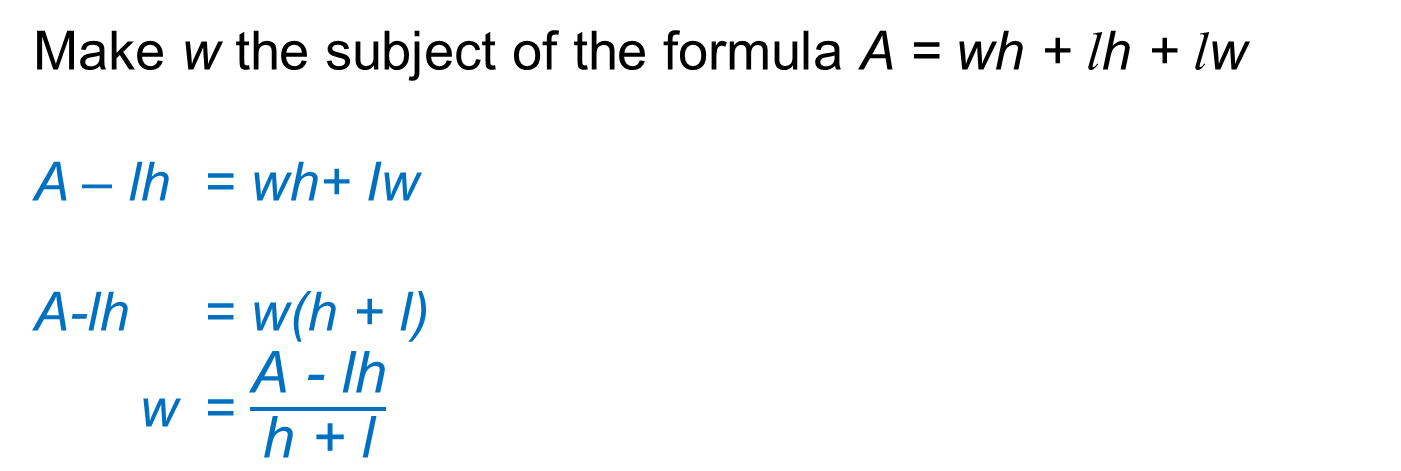 Make w the subject of the formula A = wh + lh + lw
A – lh = wh+ lw
A-lh = w(h + l)
w = A - lh
h + l